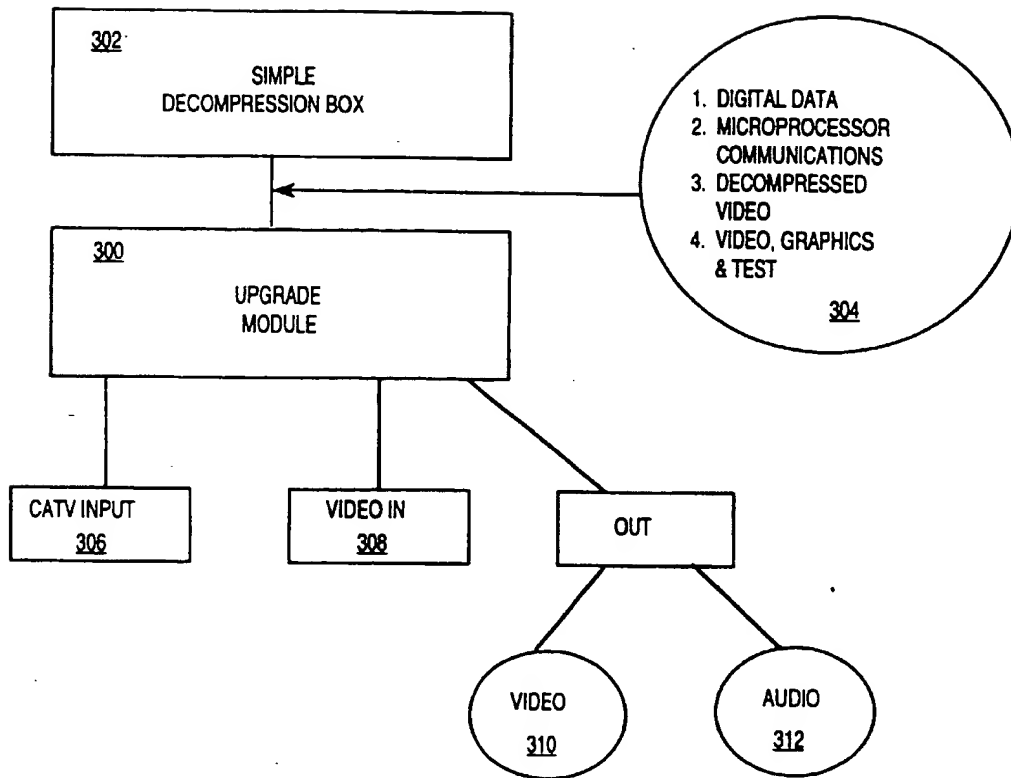 302
SIMPLE
DECOMPRESSION BOX
1. DIGITAL DATA
2. MICROPROCESSOR
COMMUNICATIONS
3. DECOMPRESSED
VIDEO
4. VIDEO, GRAPHICS
& TEST
304
300
UPGRADE
MODULE
CATV INPUT
306
VIDEO IN
308
OUT
VIDEO
310
AUDIO
312